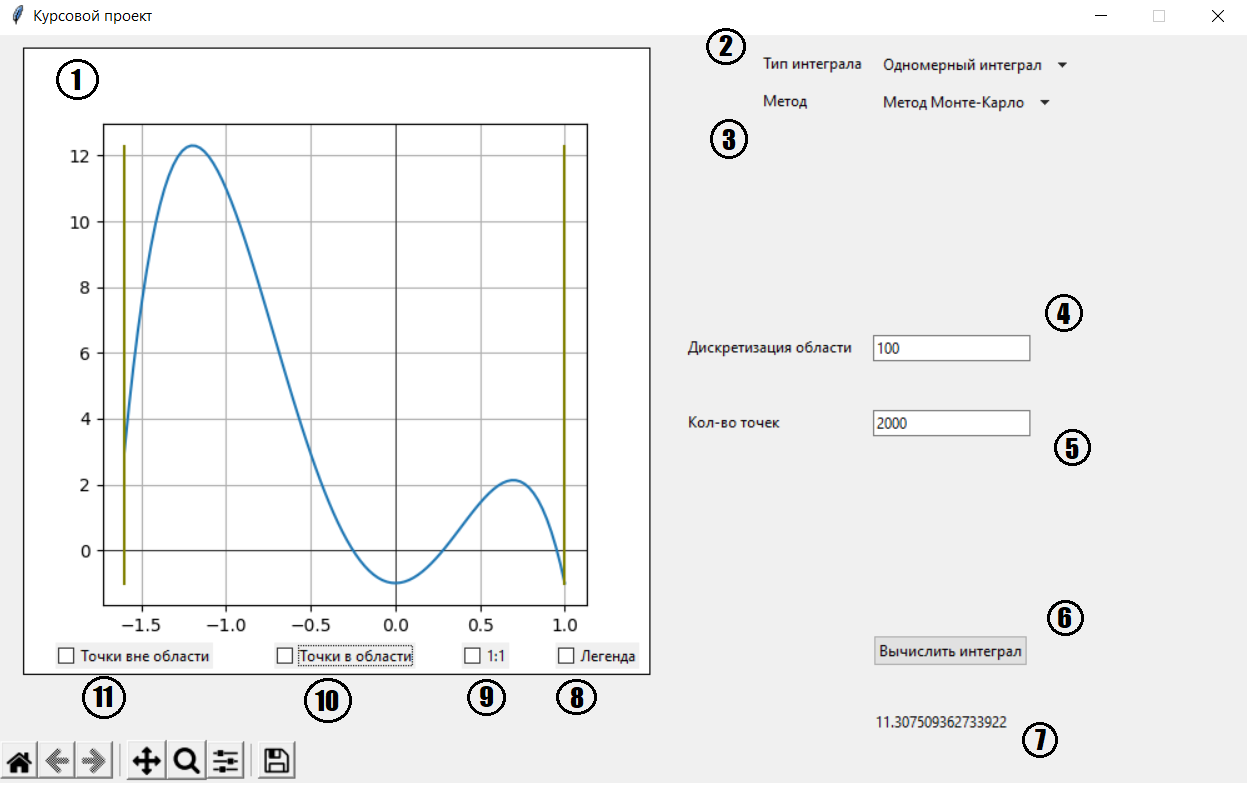 Курсовой проект
1
2
Тип интеграла Одномерный интеграл
Метод Метод Монте-Карло
3
12
10
8
6
4
2
0
−1.5 −1.0 −0.5 0.0 0.5 1.0
4
Дискретизация области 100
Кол-во точек 2000
5
6
Вычислить интеграл
11.307509362733922
7
Точки вне области Точки в области 1:1 Легенда
11 10 9 8